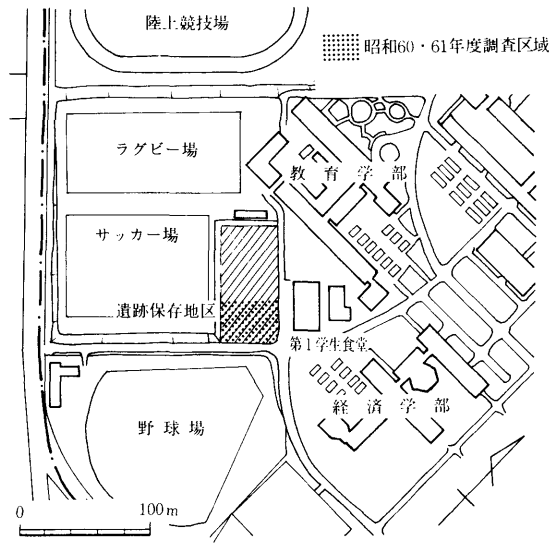 陸上競技場
昭和60・61年度調査区域
ラグビー場
教育学部
サッカー場
遺跡保存地区
第1学生食堂
経済学部
野球場
0 100m